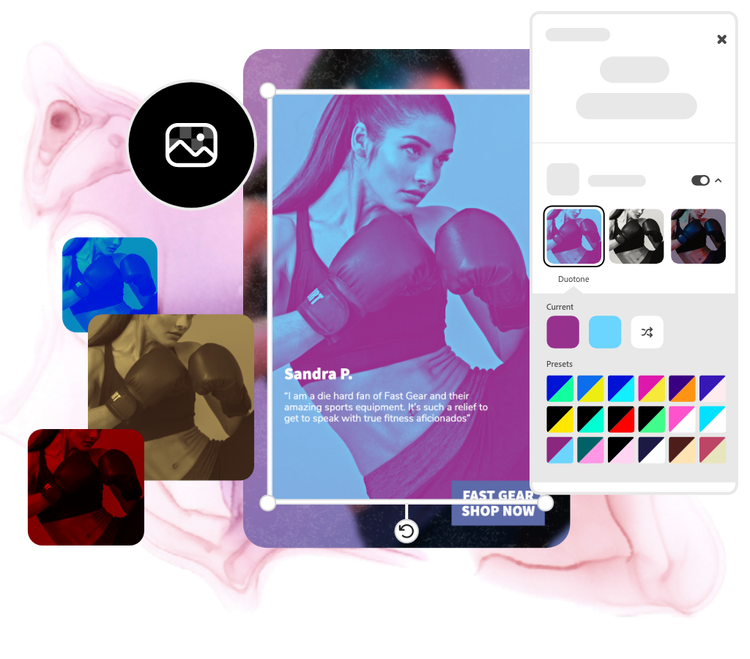 Duotone
Current
Presets
Sandra P.
"I am a die hard fan of Fast Gear and their
amazing sports equipment. It's such a relief to
get to speak with true fitness aficionados"
FAST GEAR
SHOP NOW